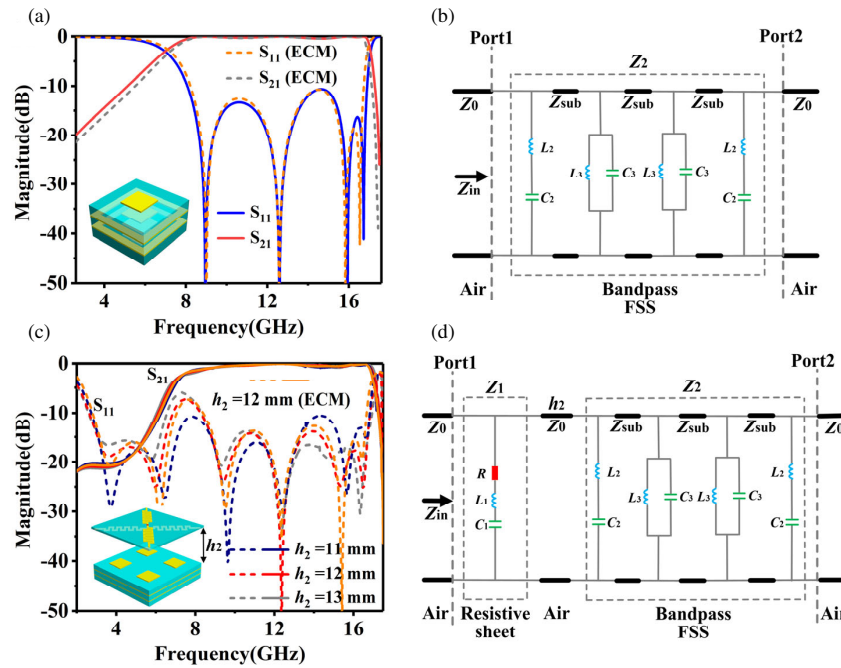 (a)
0
-10
-20
-30
-40
-50
Magnitude(dB)
S11 (ECM)
S21 (ECM)
S11
S21
4 8 12 16
Frequency(GHz)
(b)
Port1 Port2
Z2
Z0 Zsub Zsub Zsub Z0
L2 L3 C3 L3 C3 L2
Zin
C2 C2
Air Bandpass Air
FSS
(c)
0
-10
-20
-30
-40
-50
Magnitude(dB)
S21
S11
h2 =12 mm (ECM)
h2
h2 =11 mm
h2 =12 mm
h2 =13 mm
4 8 12 16
Frequency(GHz)
(d)
Port1 Port2
Z1 h2 Z2
Z0 Z0 Zsub Zsub Zsub Z0
R
L1
C1
L2 L3 C3 L3 C3 L2
Zin
C2 C2
Air Resistive Air Bandpass Air
sheet FSS